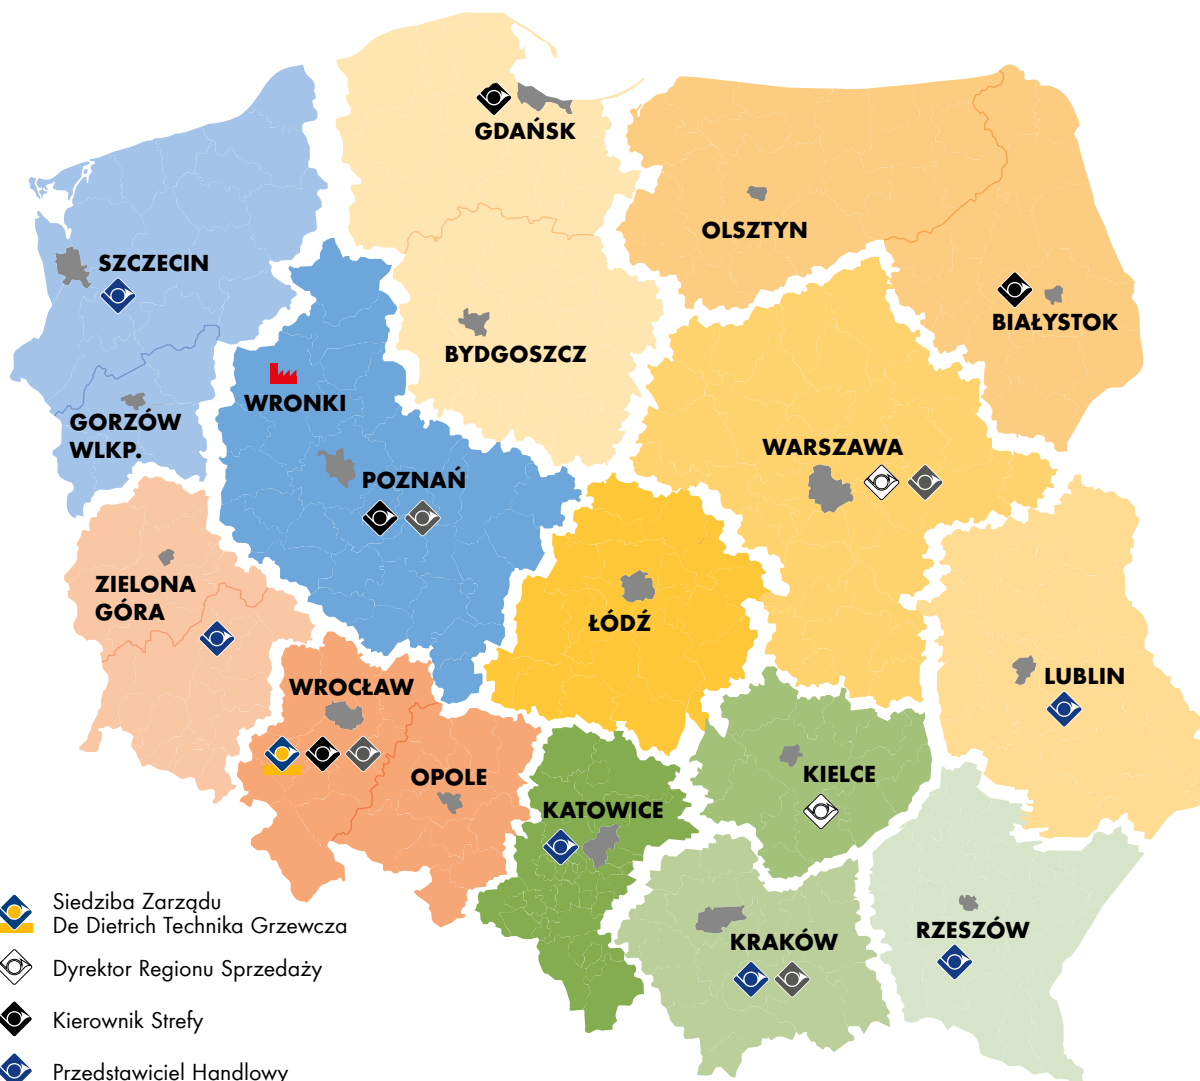 GDAŃSK
OLSZTYN
SZCZECIN
BIAŁYSTOK
BYDGOSZCZ
WRONKI
GORZÓW
WLKP.
WARSZAWA
POZNAŃ
ZIELONA
GÓRA
ŁÓDŹ
LUBLIN
WROCŁAW
OPOLE
KIELCE
KATOWICE
RZESZÓW
KRAKÓW
Siedziba Zarządu
De Dietrich Technika Grzewcza
Dyrektor Regionu Sprzedaży
Kierownik Strefy
Przedstawiciel Handlowy